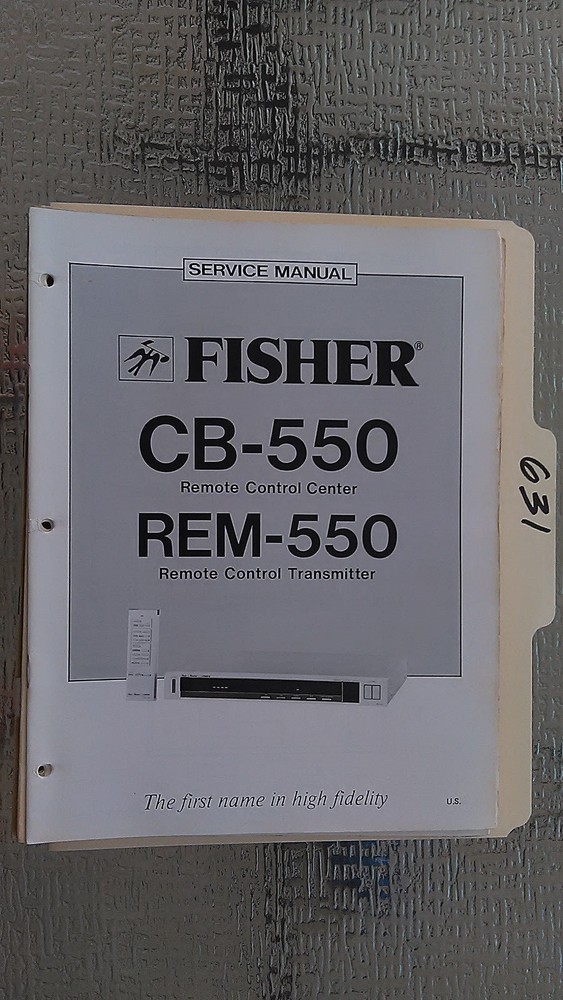 SERVICE MANUAL
FISHER®
CB-550
Remote Control Center
REM-550
Remote Control Transmitter
The first name in high fidelity
U.S.
631